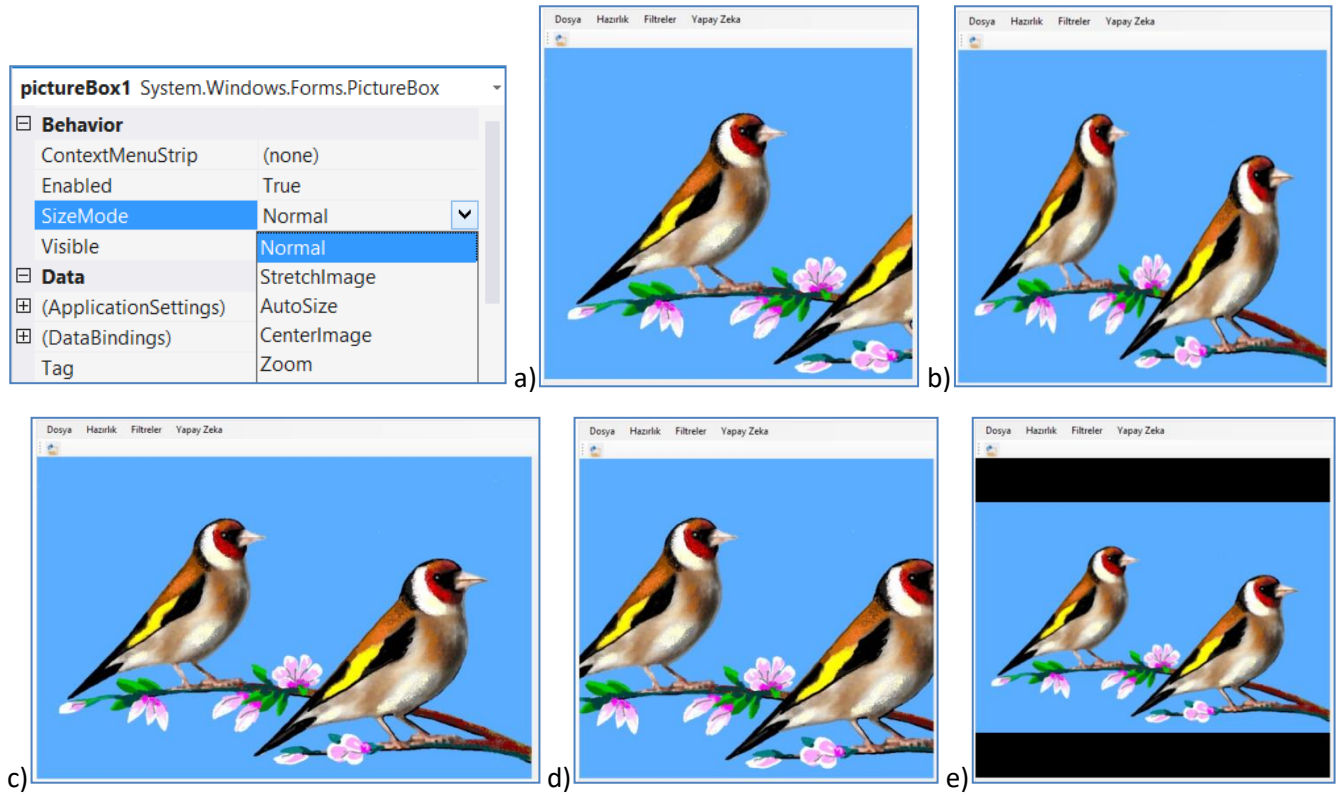 pictureBox1 System.Windows.Forms.PictureBox
Behavior
ContextMenuStrip (none)
Enabled True
SizeMode Normal
Visible Normal
Data StretchImage
(ApplicationSettings) AutoSize
(DataBindings) CenterImage
Tag Zoom
a)
Dosya Hazırlık Filtreler Yapay Zeka
b)
Dosya Hazırlık Filtreler Yapay Zeka
c)
Dosya Hazırlık Filtreler Yapay Zeka
d)
Dosya Hazırlık Filtreler Yapay Zeka
e)
Dosya Hazırlık Filtreler Yapay Zeka